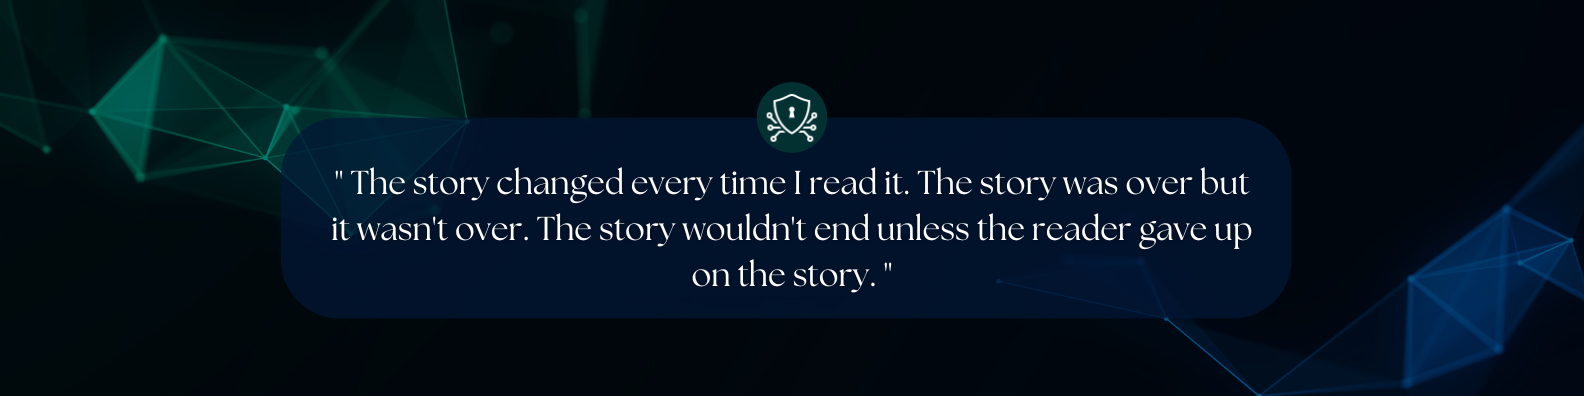 " The story changed every time I read it. The story was over but
it wasn't over. The story wouldn't end unless the reader gave up
on the story. "